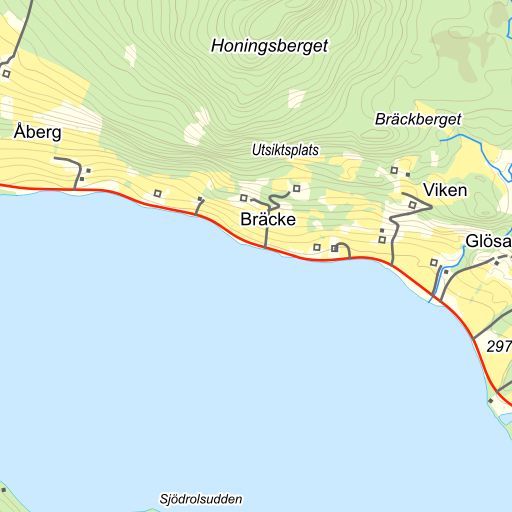 Honingsberget
Bräckberget
Åberg
Utsiktsplats
Viken
Bräcke
Glösa
297
Sjödrolsudden